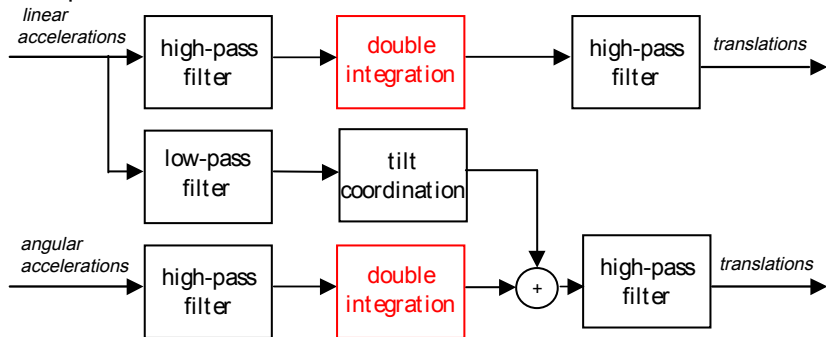 linear
accelerations
high-pass
filter
double
integration
high-pass
filter
translations
low-pass
filter
tilt
coordination
angular
accelerations
high-pass
filter
double
integration
+
high-pass
filter
translations